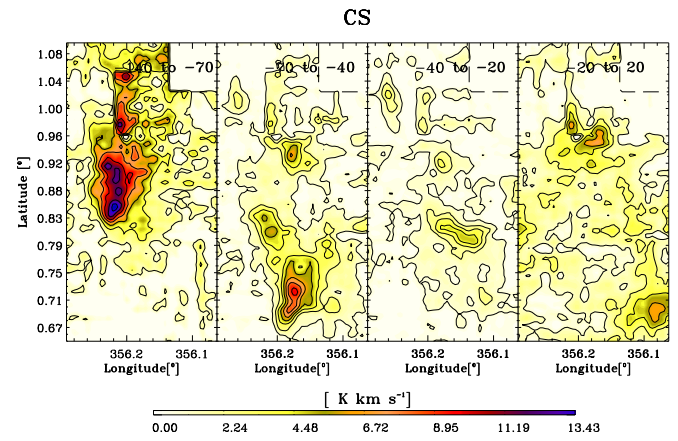 CS
-140 to -70 -70 to -40 -40 to -20 -20 to 20
1.08
1.04
1.00
0.96
0.92
0.88
0.83
0.79
0.75
0.71
0.67
Latitude [°]
356.2 356.1 356.2 356.1 356.2 356.1 356.2 356.1
Longitude[°] Longitude[°] Longitude[°] Longitude[°]
[ K km s⁻¹]
0.00 2.24 4.48 6.72 8.95 11.19 13.43